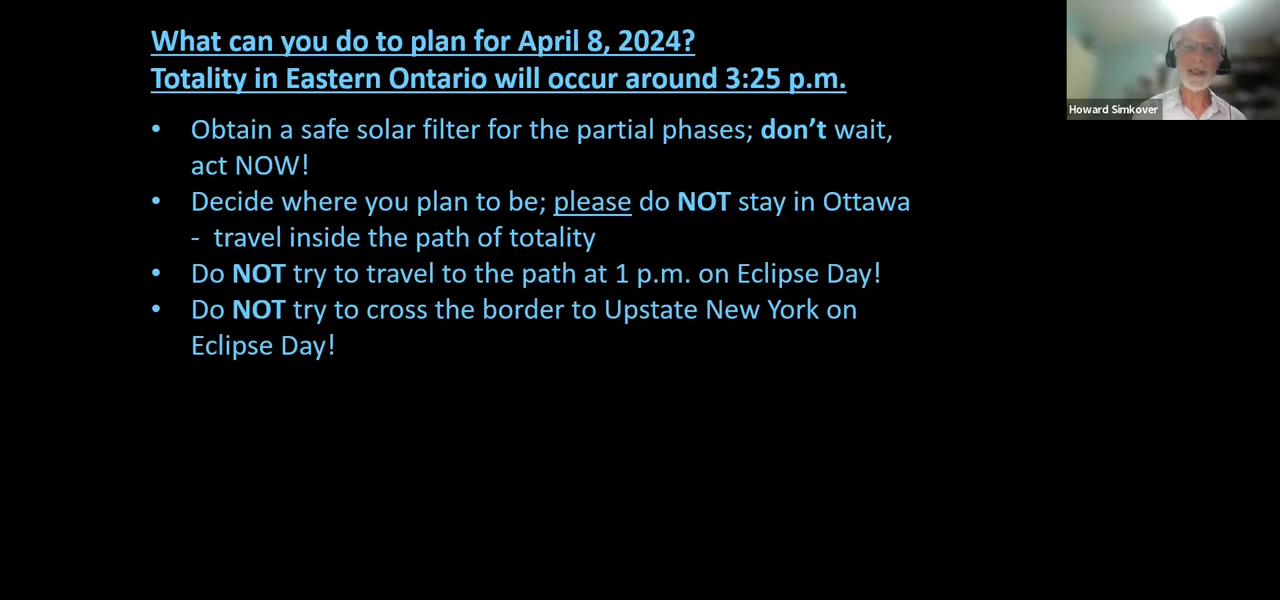 What can you do to plan for April 8, 2024?
Totality in Eastern Ontario will occur around 3:25 p.m.
• Obtain a safe solar filter for the partial phases; don’t wait,
act NOW!
• Decide where you plan to be; please do NOT stay in Ottawa
- travel inside the path of totality
• Do NOT try to travel to the path at 1 p.m. on Eclipse Day!
• Do NOT try to cross the border to Upstate New York on
Eclipse Day!
Howard Simkover